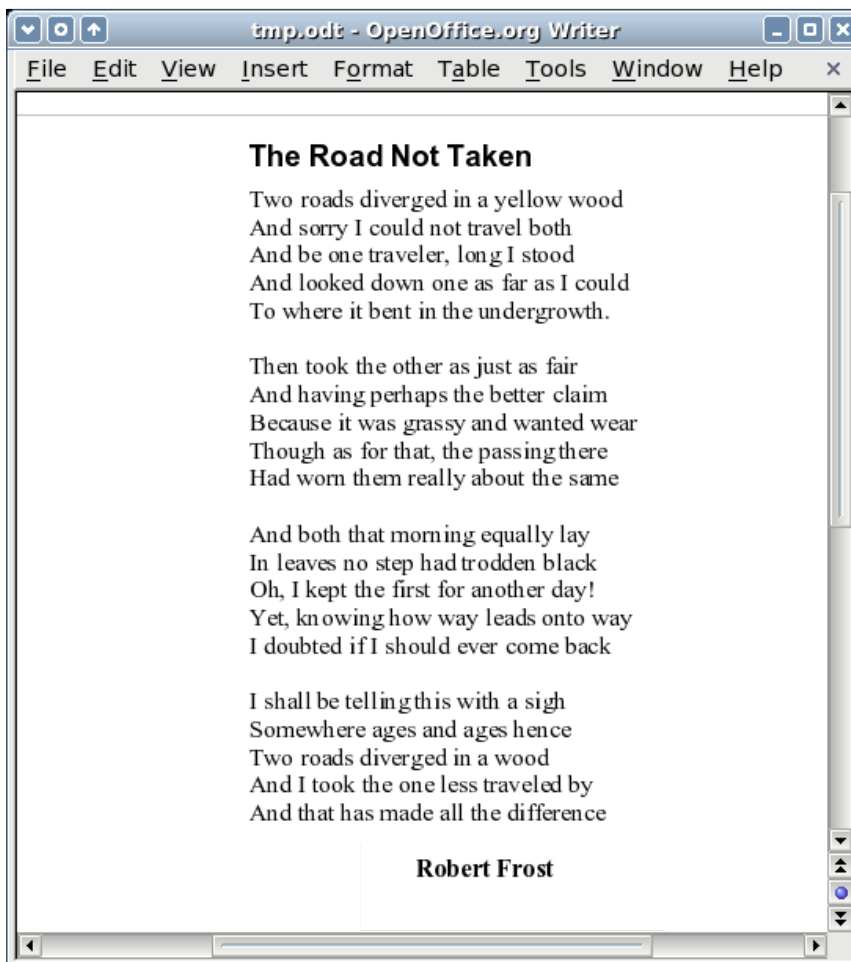 tmp.odt - OpenOffice.org Writer
File Edit View Insert Format Table Tools Window Help
The Road Not Taken
Two roads diverged in a yellow wood
And sorry I could not travel both
And be one traveler, long I stood
And looked down one as far as I could
To where it bent in the undergrowth.
Then took the other as just as fair
And having perhaps the better claim
Because it was grassy and wanted wear
Though as for that, the passing there
Had worn them really about the same
And both that morning equally lay
In leaves no step had trodden black
Oh, I kept the first for another day!
Yet, knowing how way leads onto way
I doubted if I should ever come back
I shall be telling this with a sigh
Somewhere ages and ages hence
Two roads diverged in a wood
And I took the one less traveled by
And that has made all the difference
Robert Frost